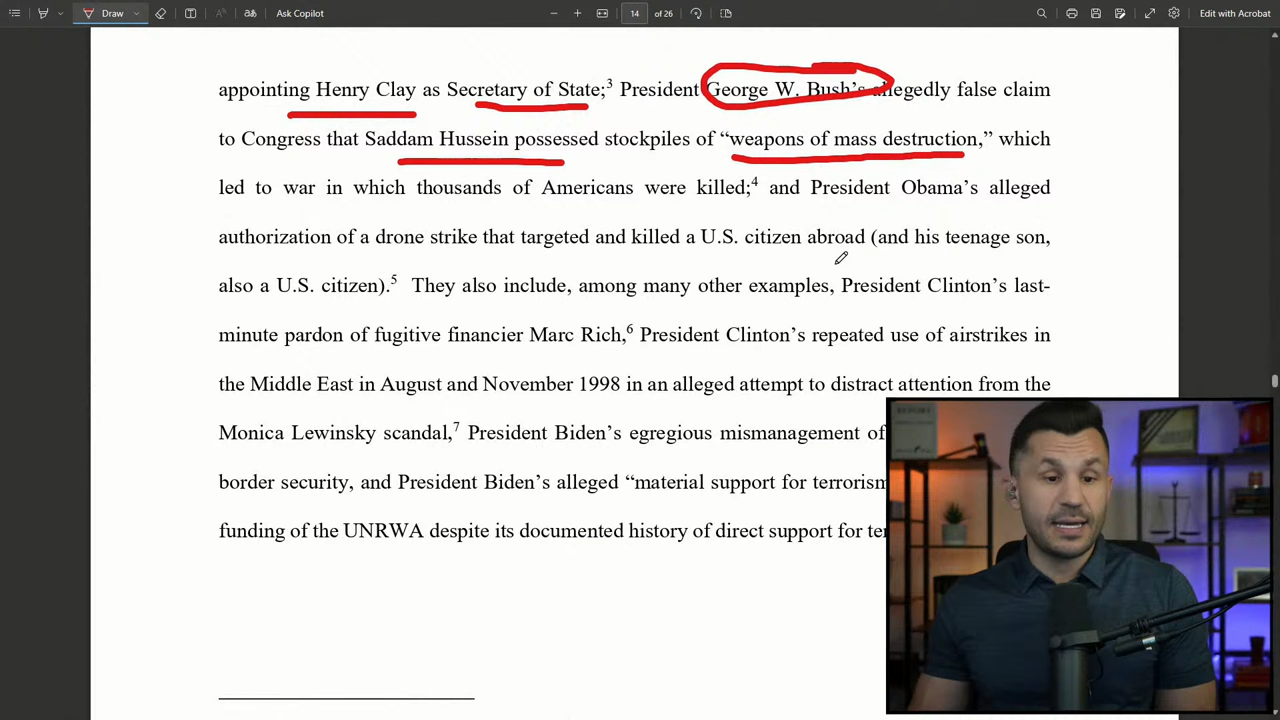 Draw
Ask Copilot
14 of 26
Edit with Acrobat
appointing Henry Clay as Secretary of State;3 President George W. Bush's allegedly false claim
to Congress that Saddam Hussein possessed stockpiles of “weapons of mass destruction,” which
led to war in which thousands of Americans were killed;4 and President Obama's alleged
authorization of a drone strike that targeted and killed a U.S. citizen abroad (and his teenage son,
also a U.S. citizen).5 They also include, among many other examples, President Clinton's last-
minute pardon of fugitive financier Marc Rich,6 President Clinton's repeated use of airstrikes in
the Middle East in August and November 1998 in an alleged attempt to distract attention from the
Monica Lewinsky scandal,7 President Biden's egregious mismanagement of
border security, and President Biden's alleged “material support for terrorism
funding of the UNRWA despite its documented history of direct support for